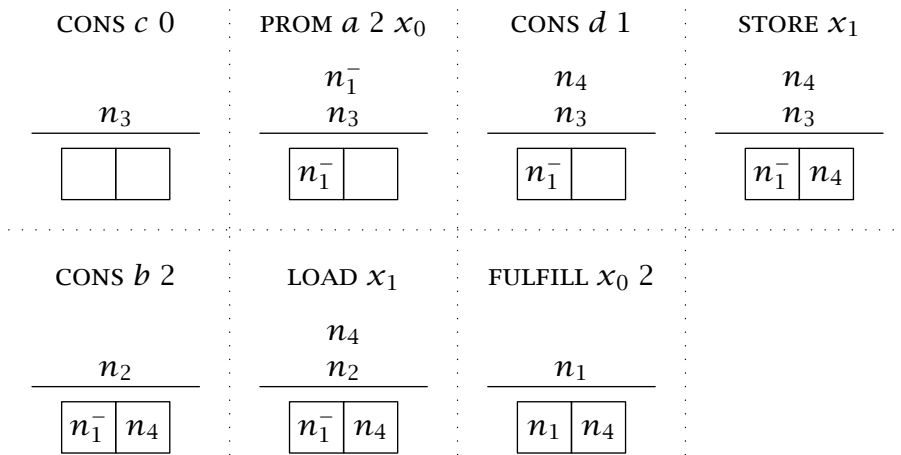 CONS c 0
n₃
PROM a 2 x₀
n₁⁻
n₃
n₁⁻
CONS d 1
n₄
n₃
n₁⁻
STORE x₁
n₄
n₃
n₁⁻ n₄
CONS b 2
n₂
n₁⁻ n₄
LOAD x₁
n₄
n₂
n₁⁻ n₄
FULFILL x₀ 2
n₁
n₁ n₄